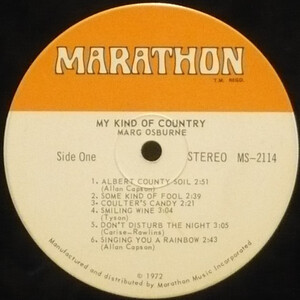 MARATHON
T.M. REGD.
MY KIND OF COUNTRY
MARG OSBURNE
Side One
STEREO MS-2114
1. ALBERT COUNTY SOIL 2:51
(Allan Capson)
2. SOME KIND OF FOOL 2:39
3. COULTER'S CANDY 2:21
4. SMILING WINE 3:04
(Tyson)
5. DON'T DISTURB THE NIGHT 3:05
(Carise-Rawlins)
6. SINGING YOU A RAINBOW 2:43
(Allan Capson)
© 1972
Manufactured and distributed by Marathon Music Incorporated.